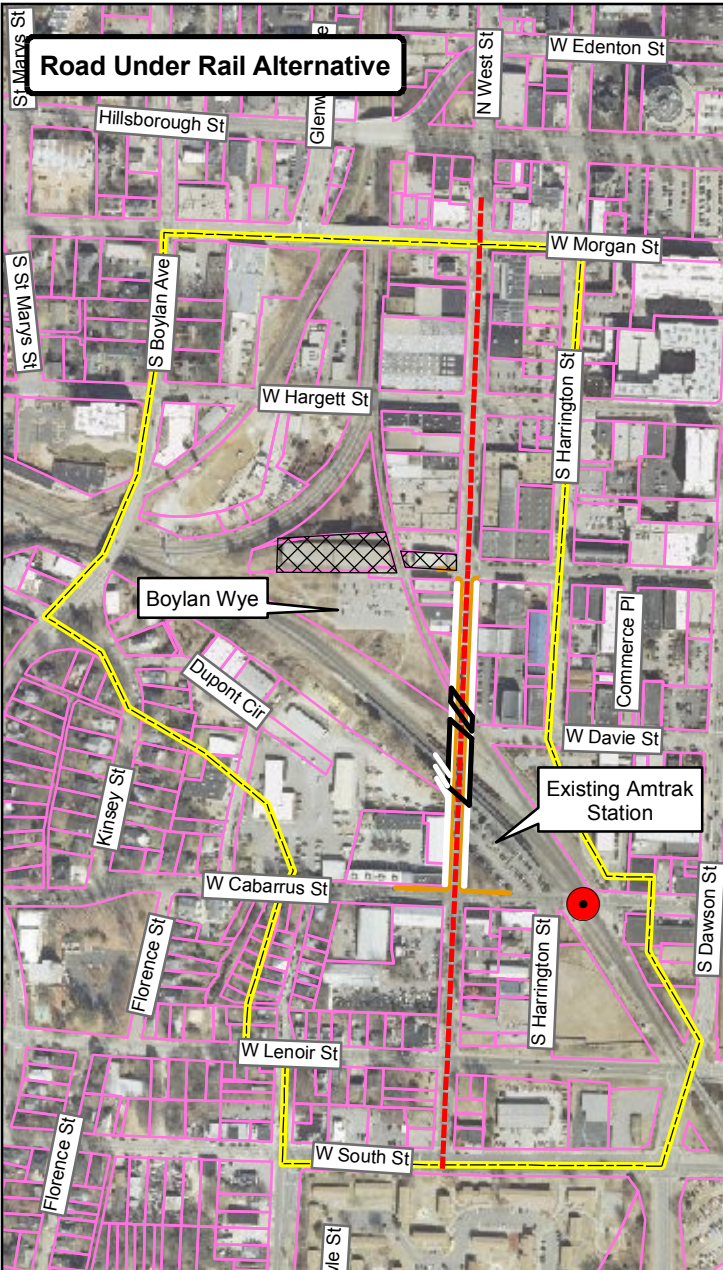 St Marys St
Road Under Rail Alternative
N West St
W Edenton St
Hillsborough St
W Morgan St
S St Marys St
S Boylan Ave
W Hargett St
S Harrington St
Boylan Wye
Commerce Pl
Dupont Cir
W Davie St
Kinsey St
Existing Amtrak
Station
W Cabarrus St
S Dawson St
Florence St
S Harrington St
W Lenoir St
Florence St
W South St